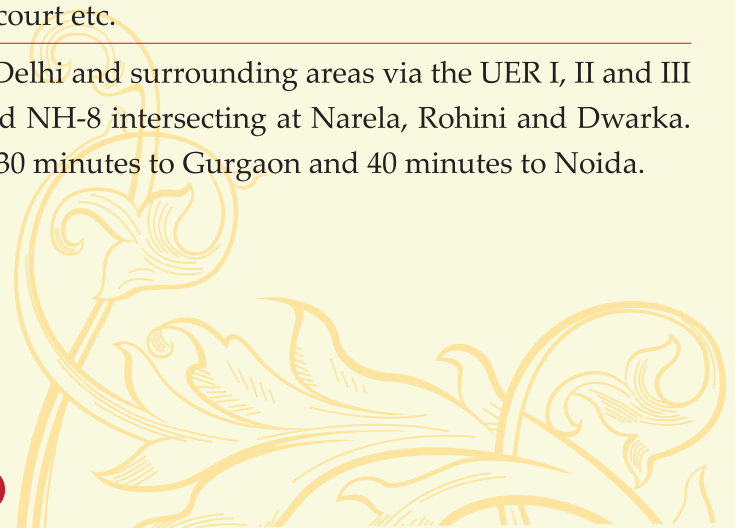 court etc.
Delhi and surrounding areas via the UER I, II and III
d NH-8 intersecting at Narela, Rohini and Dwarka.
30 minutes to Gurgaon and 40 minutes to Noida.